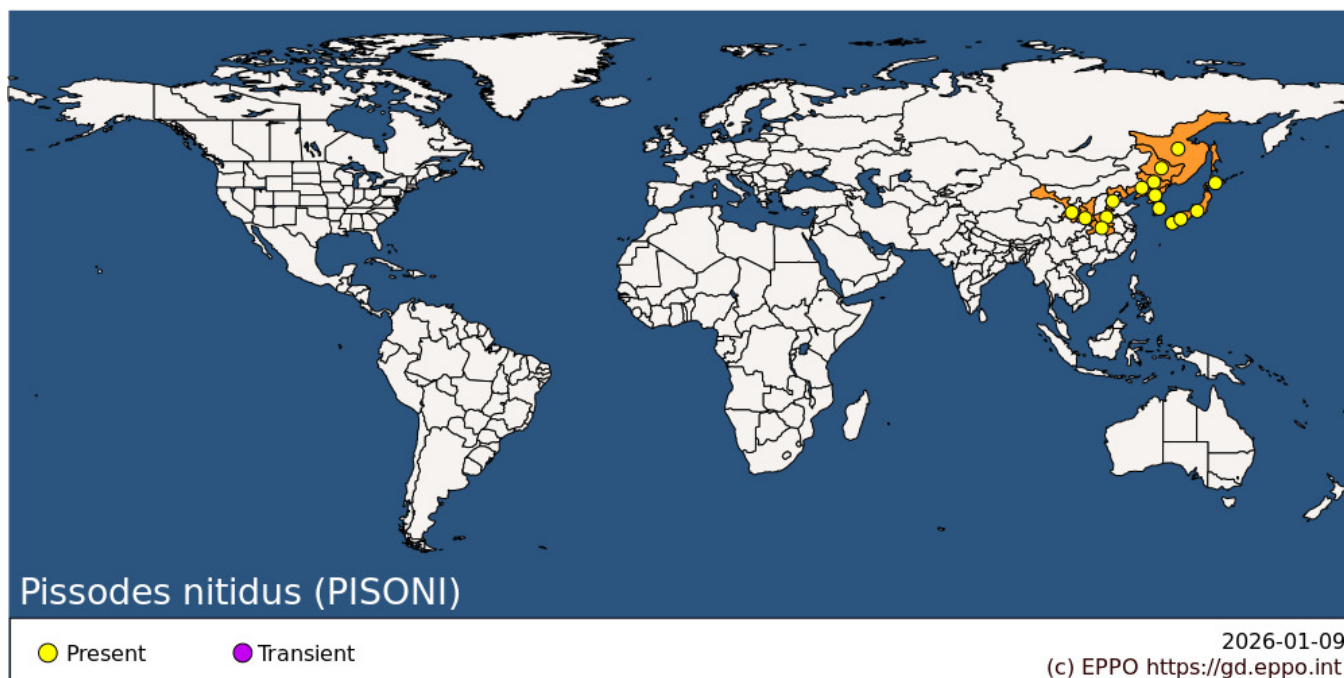 Pissodes nitidus (PISONI)
Present
Transient
2026-01-09
(c) EPPO https://gd.eppo.int